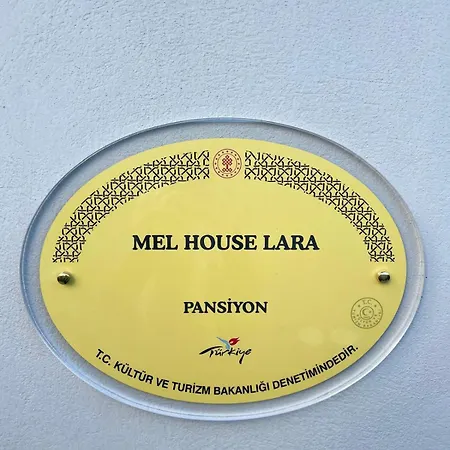 MEL HOUSE LARA
PANSİYON
Türkiye
T.C. KÜLTÜR VE TURİZM BAKANLIĞI DENETİMİNDEDİR.
T.C.